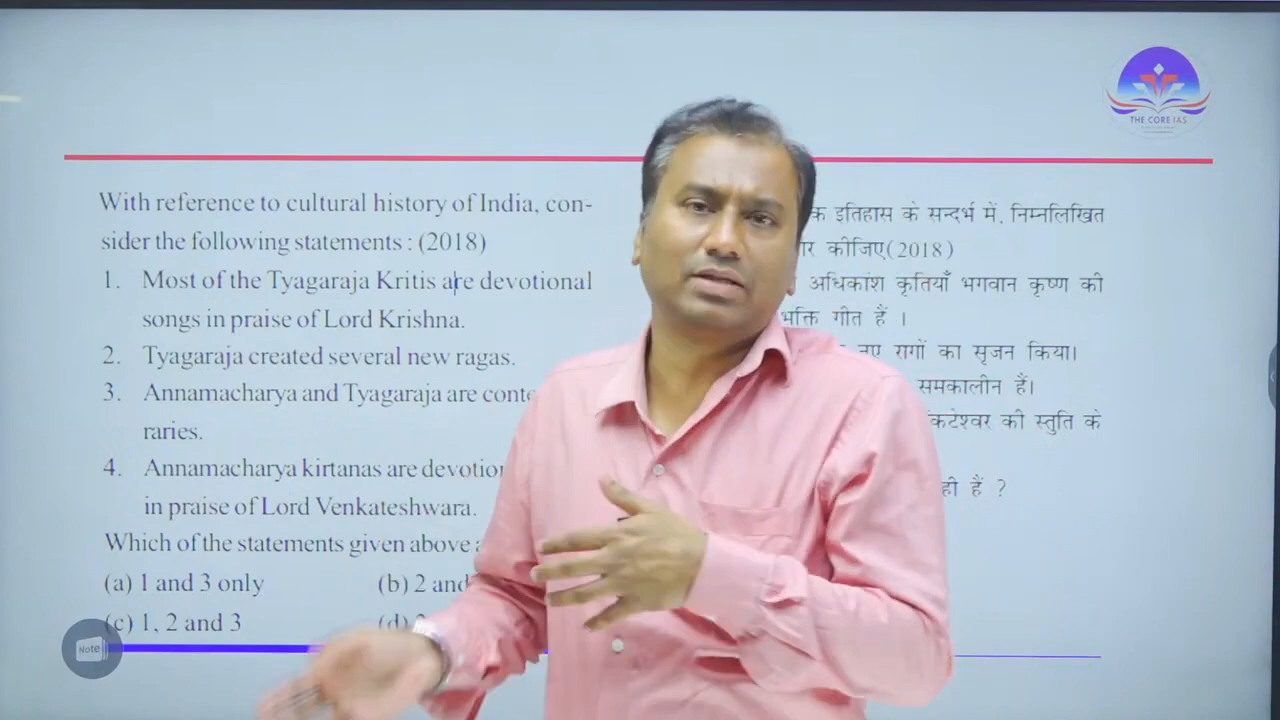 THE CORE IAS
With reference to cultural history of India, con-
sider the following statements : (2018)
1. Most of the Tyagaraja Kritis are devotional
songs in praise of Lord Krishna.
2. Tyagaraja created several new ragas.
3. Annamacharya and Tyagaraja are conte
raries.
4. Annamacharya kirtanas are devotio
in praise of Lord Venkateshwara.
Which of the statements given above
(a) 1 and 3 only (b) 2 and
(c) 1, 2 and 3 (d)
Note
क इतिहास के सन्दर्भ में, निम्नलिखित
र कीजिए(2018)
अधिकांश कृतियाँ भगवान कृष्ण की
भक्ति गीत हैं ।
नए रागों का सृजन किया।
समकालीन हैं।
कटेश्वर की स्तुति के
ही हैं ?